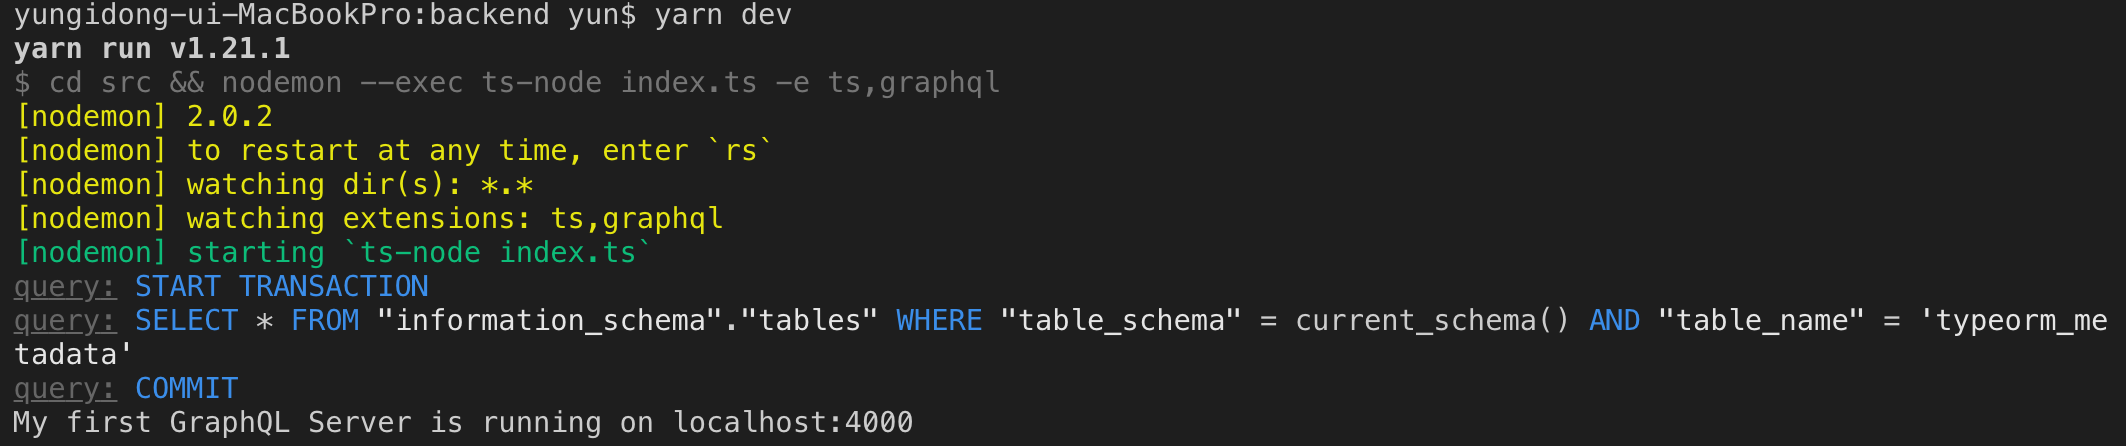 yungidong-ui-MacBookPro:backend yun$ yarn dev
yarn run v1.21.1
$ cd src && nodemon --exec ts-node index.ts -e ts,graphql
[nodemon] 2.0.2
[nodemon] to restart at any time, enter `rs`
[nodemon] watching dir(s): *.*
[nodemon] watching extensions: ts,graphql
[nodemon] starting `ts-node index.ts`
query: START TRANSACTION
query: SELECT * FROM "information_schema"."tables" WHERE "table_schema" = current_schema() AND "table_name" = 'typeorm_me
tadata'
query: COMMIT
My first GraphQL Server is running on localhost:4000